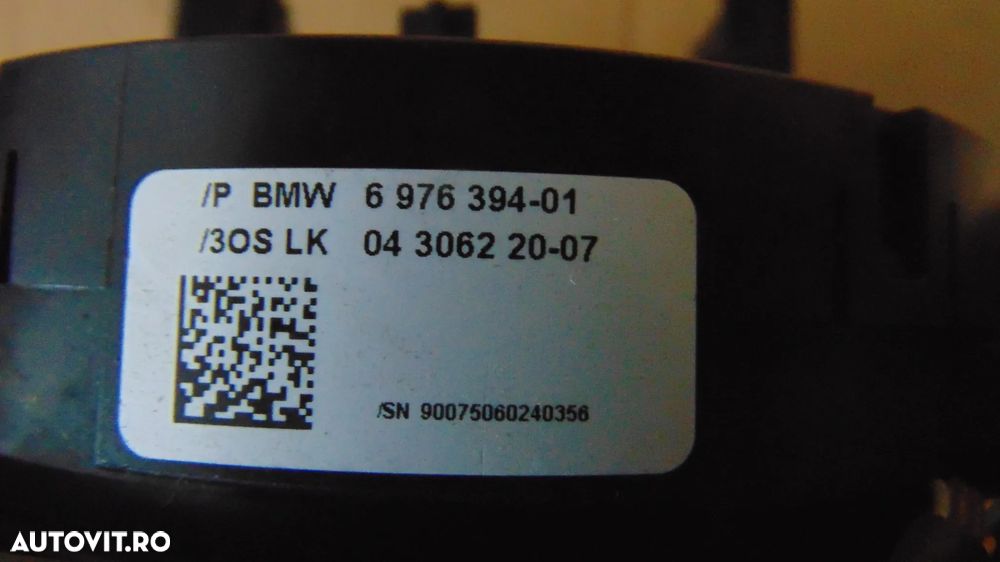 /P BMW 6 976 394-01
/3OS LK 04 3062 20-07
/SN 90075060240356
AUTOVIT.RO